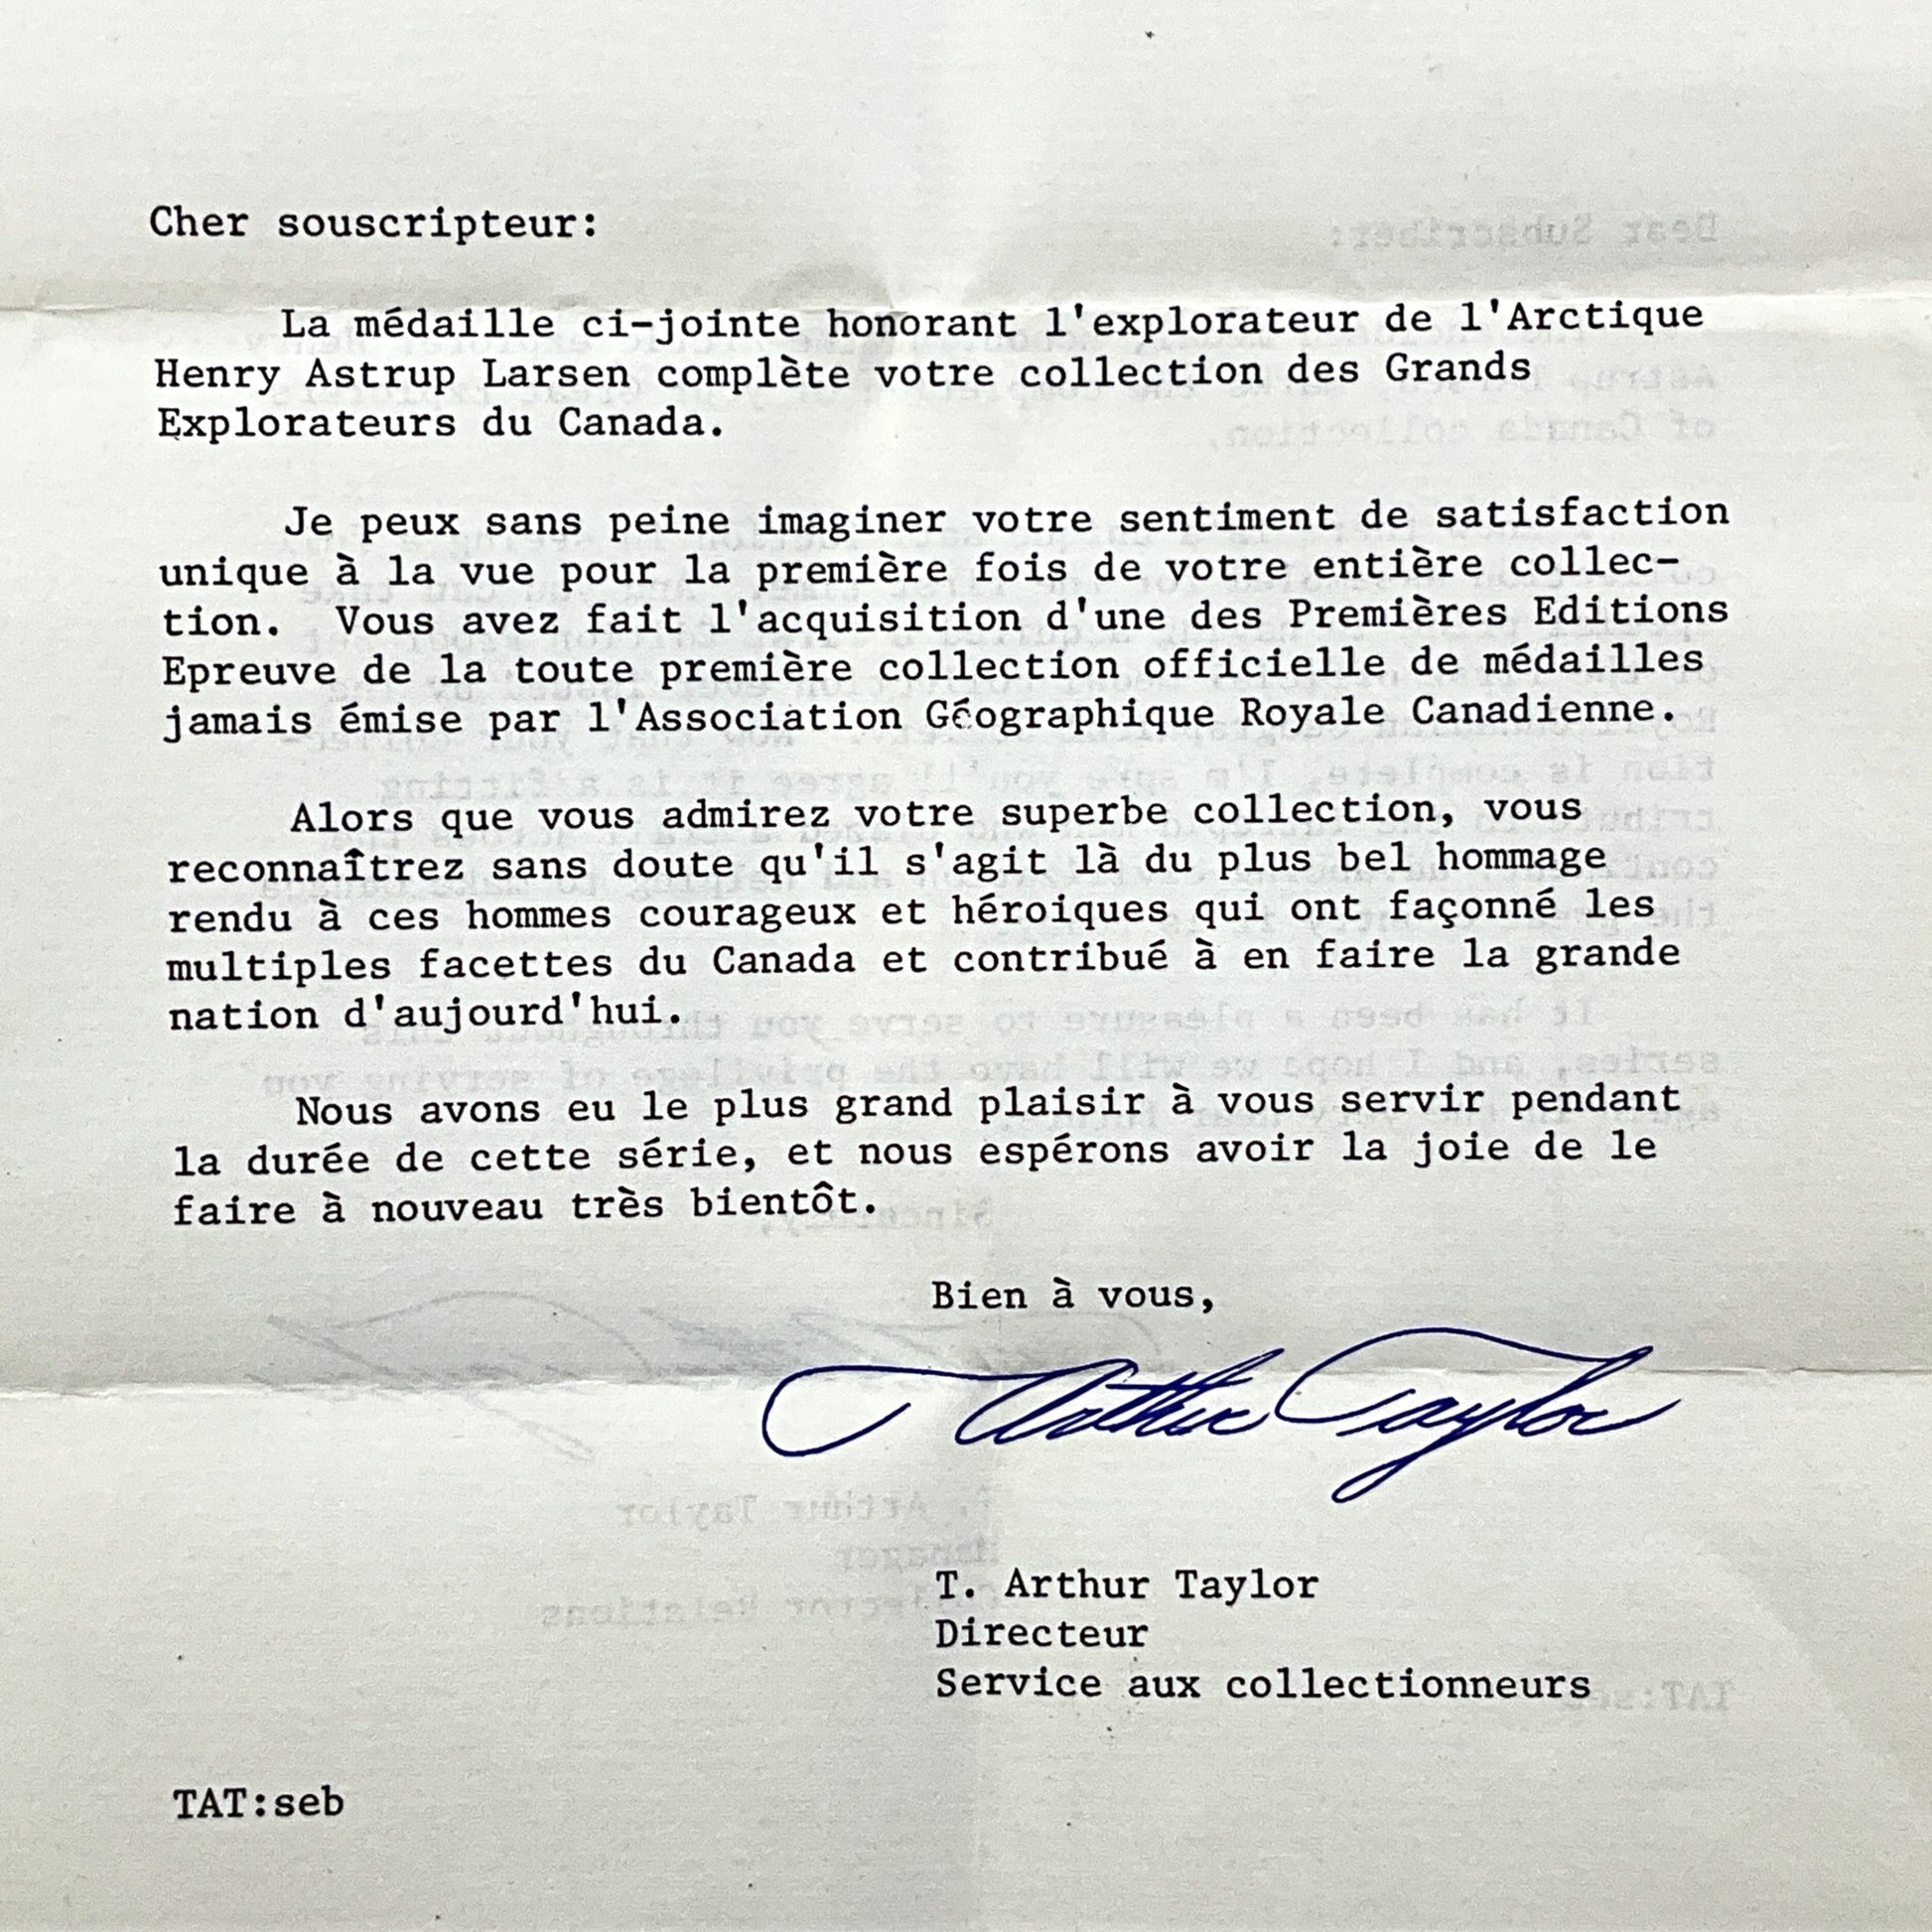 Cher souscripteur:
La médaille ci-jointe honorant l'explorateur de l'Arctique
Henry Astrup Larsen complète votre collection des Grands
Explorateurs du Canada.
Je peux sans peine imaginer votre sentiment de satisfaction
unique à la vue pour la première fois de votre entière collec-
tion. Vous avez fait l'acquisition d'une des Premières Editions
Epreuve de la toute première collection officielle de médailles
jamais émise par l'Association Géographique Royale Canadienne.
Alors que vous admirez votre superbe collection, vous
reconnaîtrez sans doute qu'il s'agit là du plus bel hommage
rendu à ces hommes courageux et héroiques qui ont façonné les
multiples facettes du Canada et contribué à en faire la grande
nation d'aujourd'hui.
Nous avons eu le plus grand plaisir à vous servir pendant
la durée de cette série, et nous espérons avoir la joie de le
faire à nouveau très bientôt.
Bien à vous,
Arthur Taylor
T. Arthur Taylor
Directeur
Service aux collectionneurs
TAT:seb